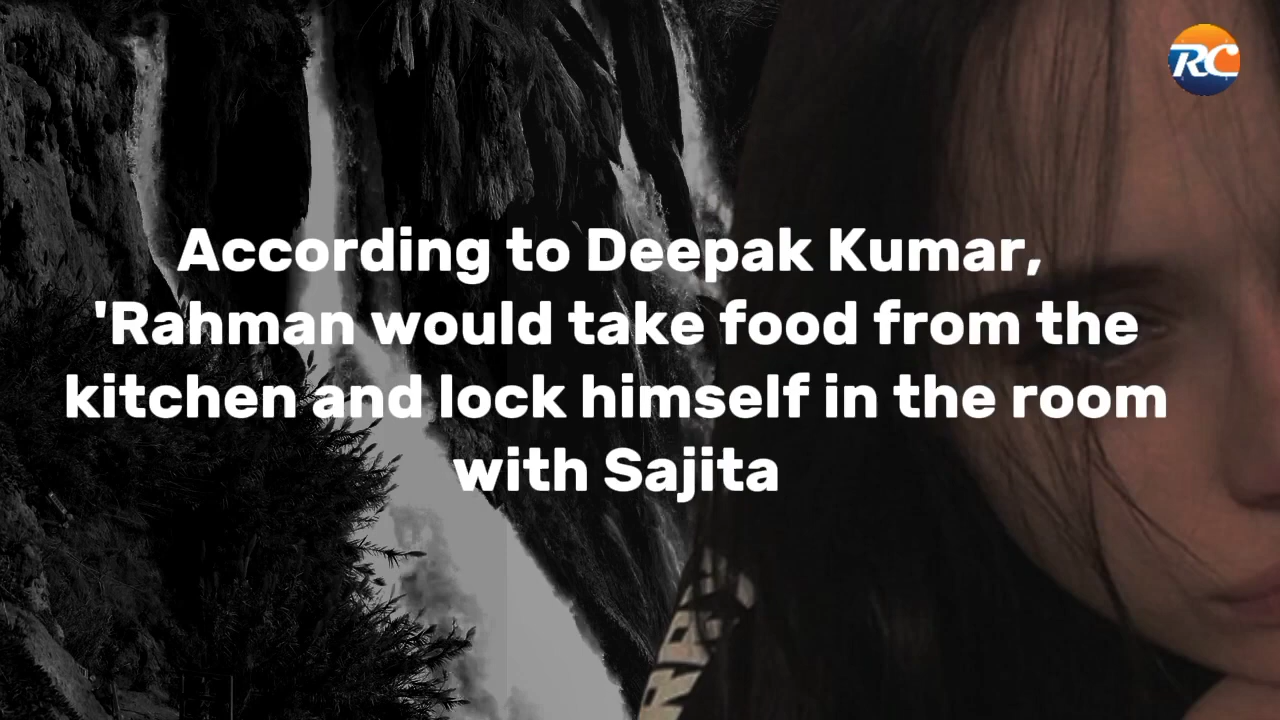 RC
According to Deepak Kumar,
'Rahman would take food from the
kitchen and lock himself in the room
with Sajita